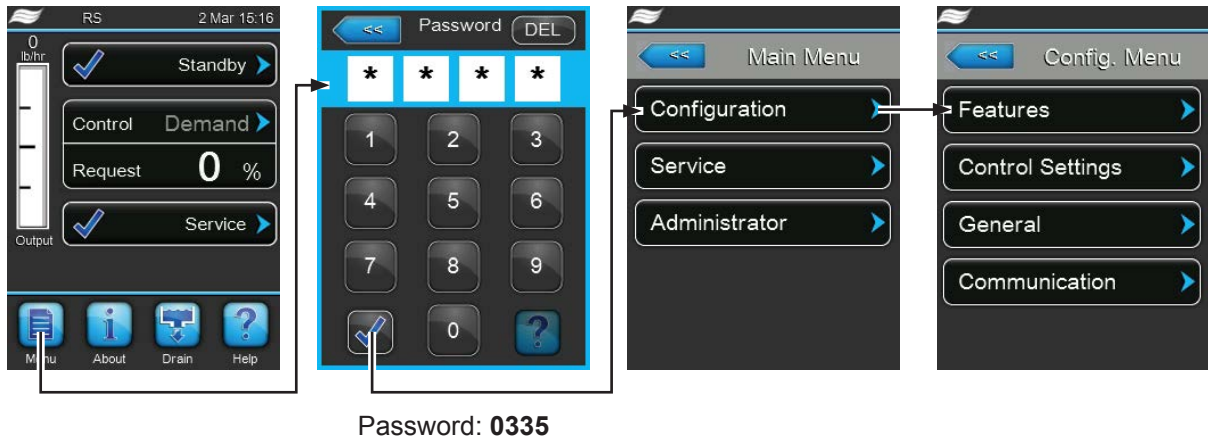 RS 2 Mar 15:16
0
lb/hr
Standby
Control Demand
Request 0 %
Service
Output
Menu About Drain Help
<< Password DEL
* * * *
1 2 3
4 5 6
7 8 9
0 ?
Password: 0335
<< Main Menu
Configuration
Service
Administrator
<< Config. Menu
Features
Control Settings
General
Communication